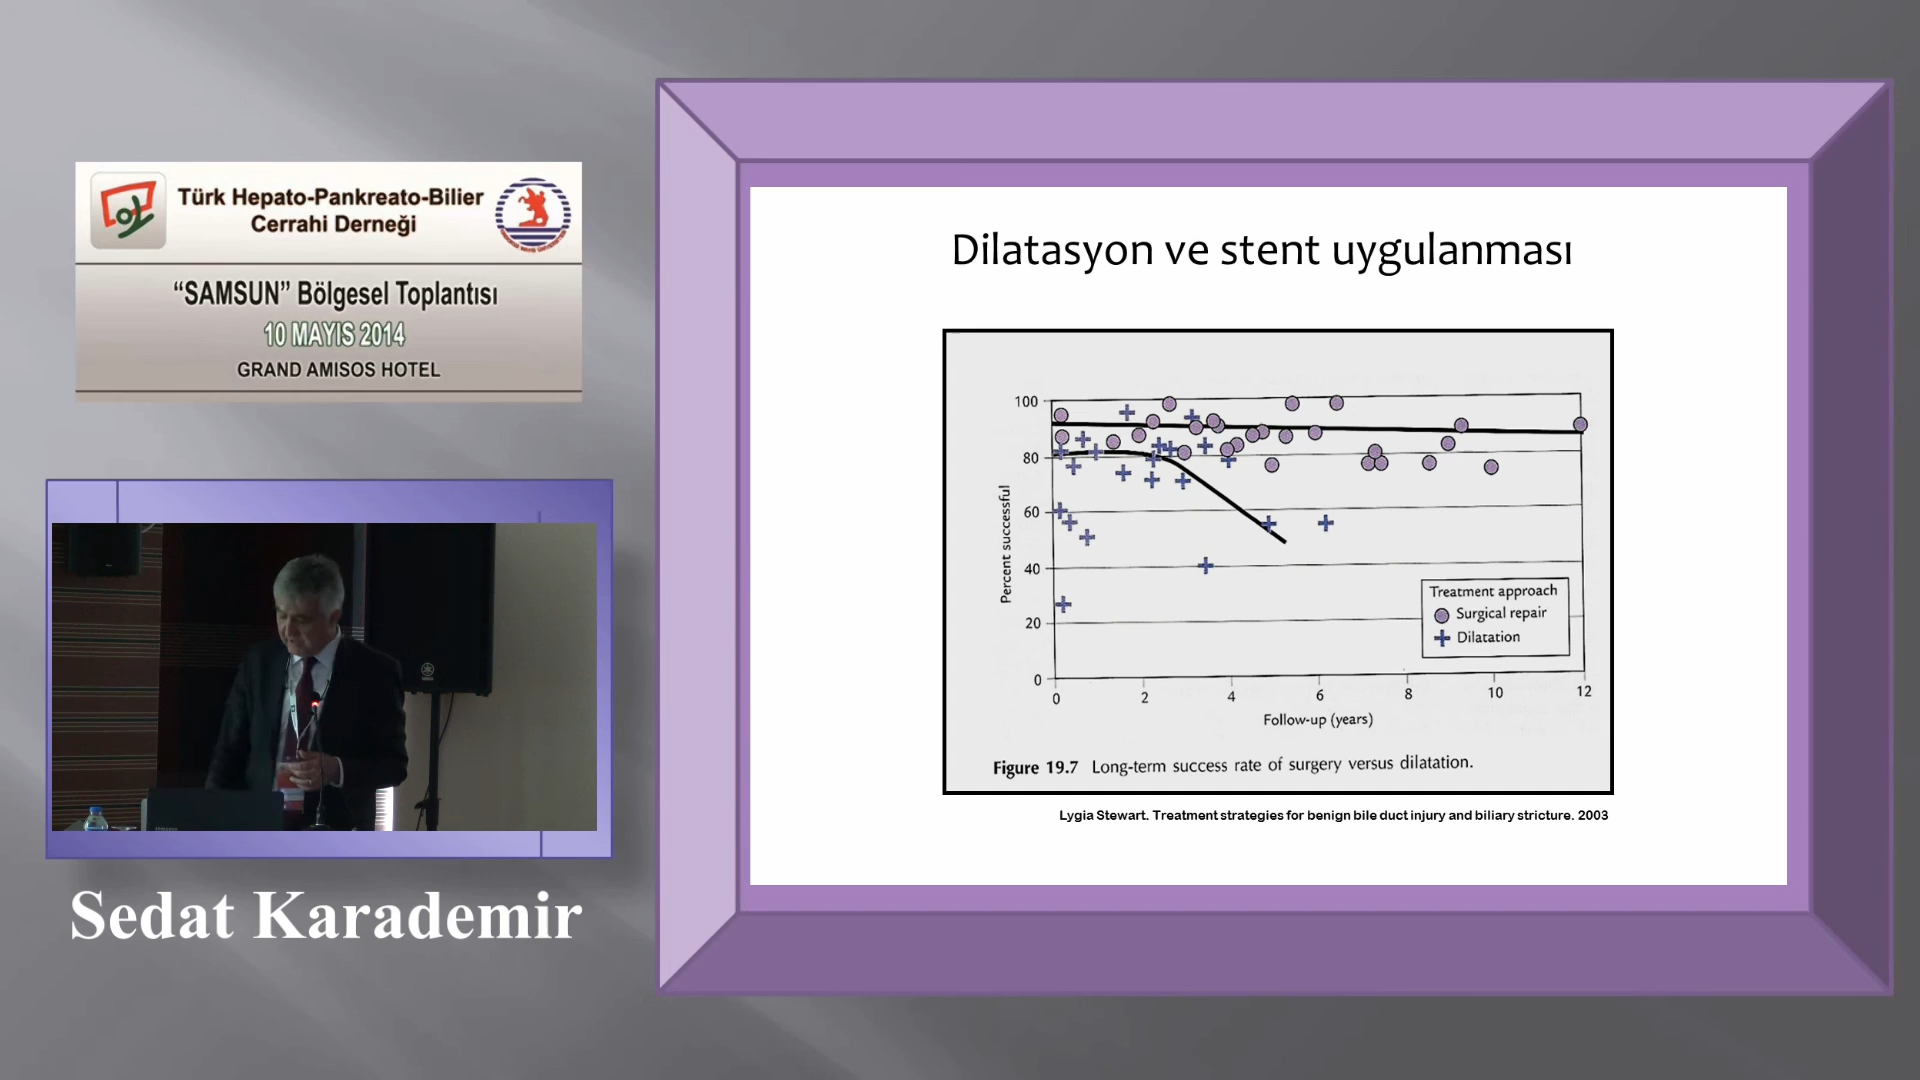 Türk Hepato-Pankreato-Bilier
Cerrahi Derneği
“SAMSUN” Bölgesel Toplantısı
10 MAYIS 2014
GRAND AMISOS HOTEL
Sedat Karademir
Dilatasyon ve stent uygulanması
100
80
60
40
20
0
Percent successful
0 2 4 6 8 10 12
Follow-up (years)
Treatment approach
Surgical repair
Dilatation
Figure 19.7 Long-term success rate of surgery versus dilatation.
Lygia Stewart. Treatment strategies for benign bile duct injury and biliary stricture. 2003